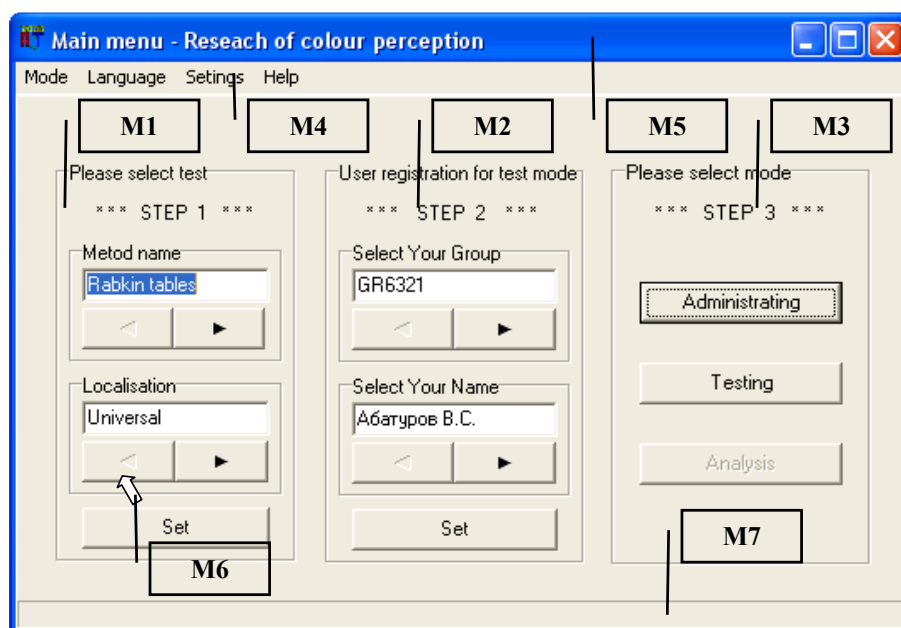 Main menu - Reseach of colour perception
Mode Language Setings Help
M1 M4 M2 M5 M3
Please select test
*** STEP 1 ***
Metod name
Rabkin tables
Localisation
Universal
Set
M6
User registration for test mode
*** STEP 2 ***
Select Your Group
GR6321
Select Your Name
Абатуров В.С.
Set
Please select mode
*** STEP 3 ***
Administrating
Testing
Analysis
M7